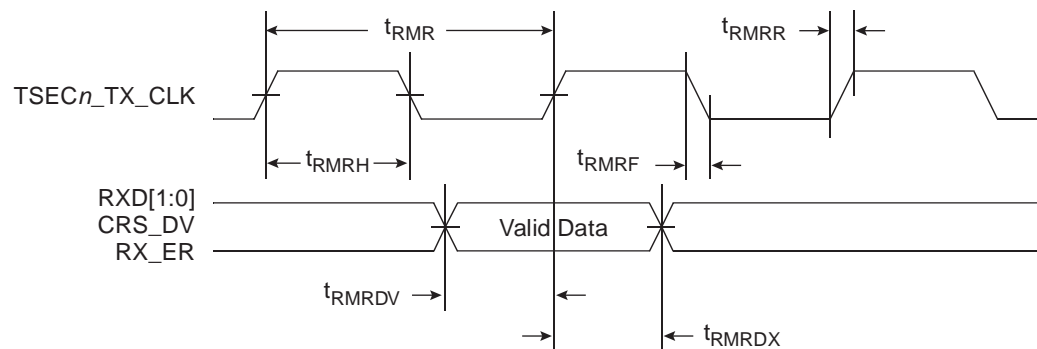 tRMR
tRMRR
TSECn_TX_CLK
tRMRH
tRMRF
RXD[1:0]
CRS_DV
RX_ER
Valid Data
tRMRDV
tRMRDX